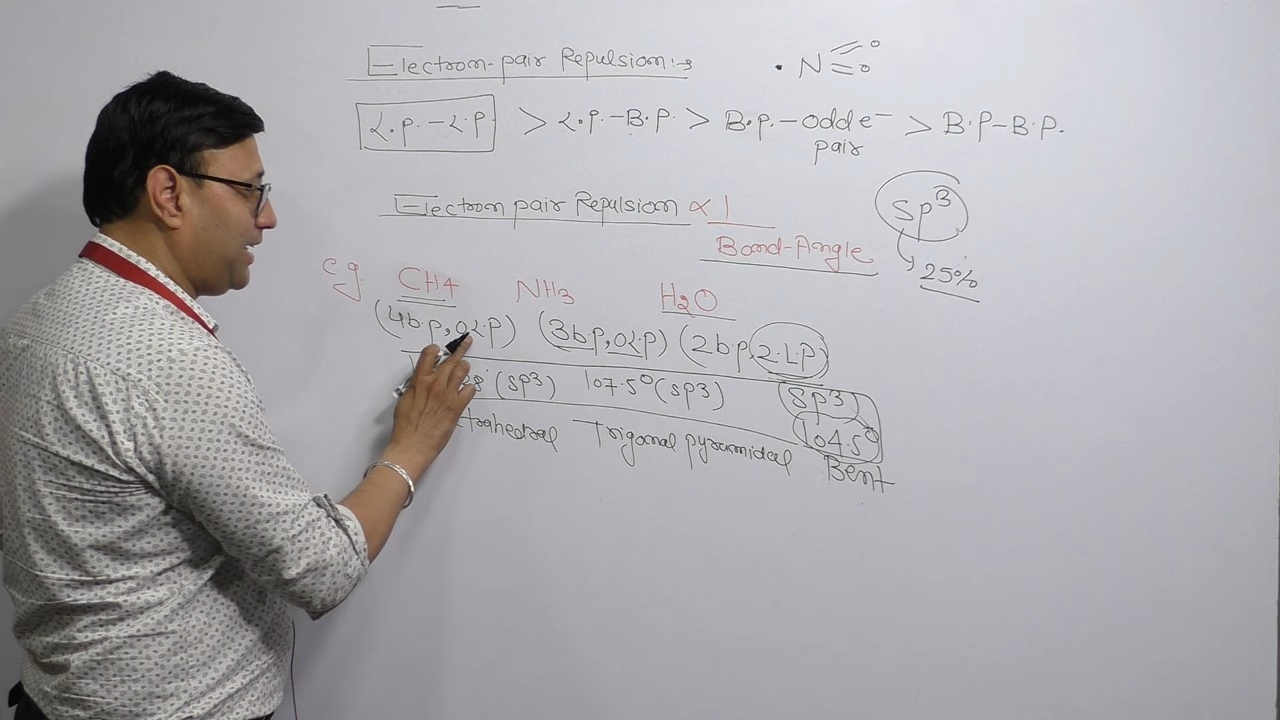 Electron-pair Repulsion:-
. N = o = o
L.P. - L.P. > L.P. - B.P. > B.P. - odd e⁻ pair > B.P - B.P.
Electron pair Repulsion ∝ 1
Bond-Angle
sp³
25%
e.g. CH4 NH3 H2O
(4b.p, 0L.P) (3b.p, 0L.P) (2b.p, 2.L.P)
28' (sp3) 107.5° (sp3) (sp3)
104.5°
Trigonal pyramidal Bent